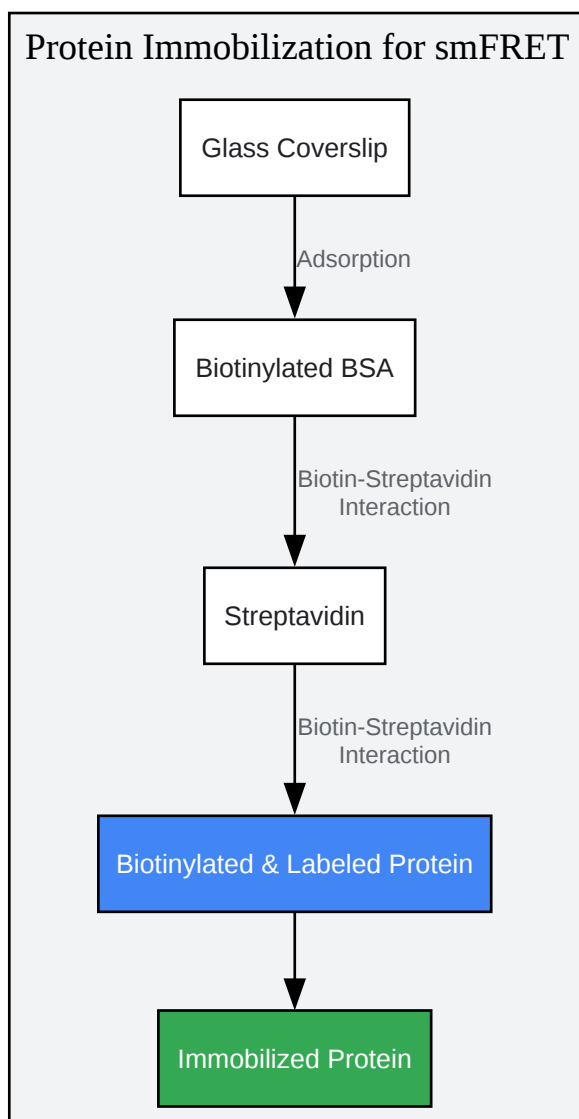 Protein Immobilization for smFRET
Glass Coverslip
Adsorption
Biotinylated BSA
Biotin-Streptavidin
Interaction
Streptavidin
Biotin-Streptavidin
Interaction
Biotinylated & Labeled Protein
Immobilized Protein